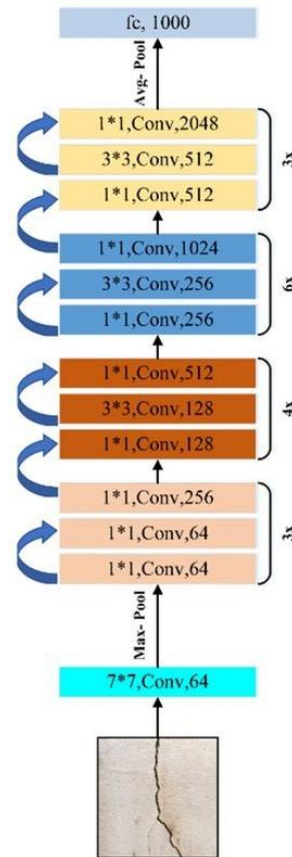 fc, 1000
Avg- Pool
1*1,Conv,2048
3*3,Conv,512
1*1,Conv,512
3x
1*1,Conv,1024
3*3,Conv,256
1*1,Conv,256
6x
1*1,Conv,512
3*3,Conv,128
1*1,Conv,128
4x
1*1,Conv,256
1*1,Conv,64
1*1,Conv,64
3x
Max- Pool
7*7,Conv,64